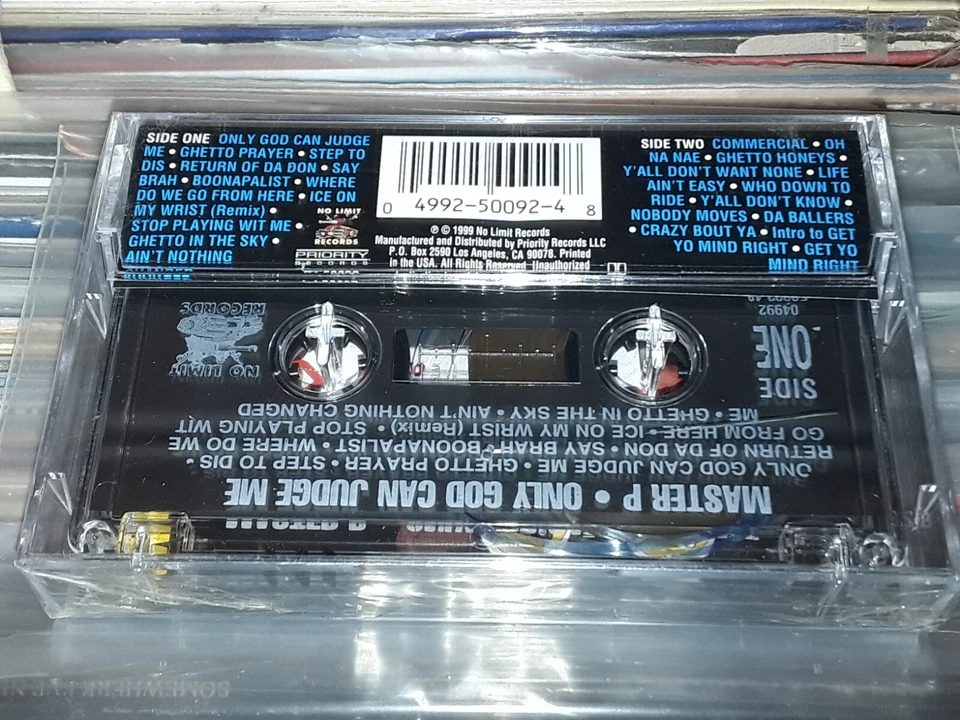 SIDE ONE ONLY GOD CAN JUDGE
ME • GHETTO PRAYER • STEP TO
DIS • RETURN OF DA DON • SAY
BRAH • BOONAPALIST • WHERE
DO WE GO FROM HERE • ICE ON
MY WRIST (Remix) •
STOP PLAYING WIT ME •
GHETTO IN THE SKY •
AIN'T NOTHING
CHANGED
NO LIMIT
RECORDS
PRIORITY
RECORDS
0 4992-50092-4 8
℗ © 1999 No Limit Records
Manufactured and Distributed by Priority Records LLC
P.O. Box 2590 Los Angeles, CA 90078. Printed
in the USA. All Rights Reserved. Unauthorized
SIDE TWO COMMERCIAL • OH
NA NAE • GHETTO HONEYS •
Y'ALL DON'T WANT NONE • LIFE
AIN'T EASY • WHO DOWN TO
RIDE • Y'ALL DON'T KNOW •
NOBODY MOVES • DA BALLERS
• CRAZY BOUT YA • Intro to GET
YO MIND RIGHT • GET YO
MIND RIGHT
MASTER P • ONLY GOD CAN JUDGE ME
ONLY GOD CAN JUDGE ME • GHETTO PRAYER • STEP TO DIS •
RETURN OF DA DON • SAY BRAH • BOONAPALIST • WHERE DO WE
GO FROM HERE • ICE ON MY WRIST (Remix) • STOP PLAYING WIT
ME • GHETTO IN THE SKY • AIN'T NOTHING CHANGED
SIDE
ONE
04992
NO LIMIT
RECORDS